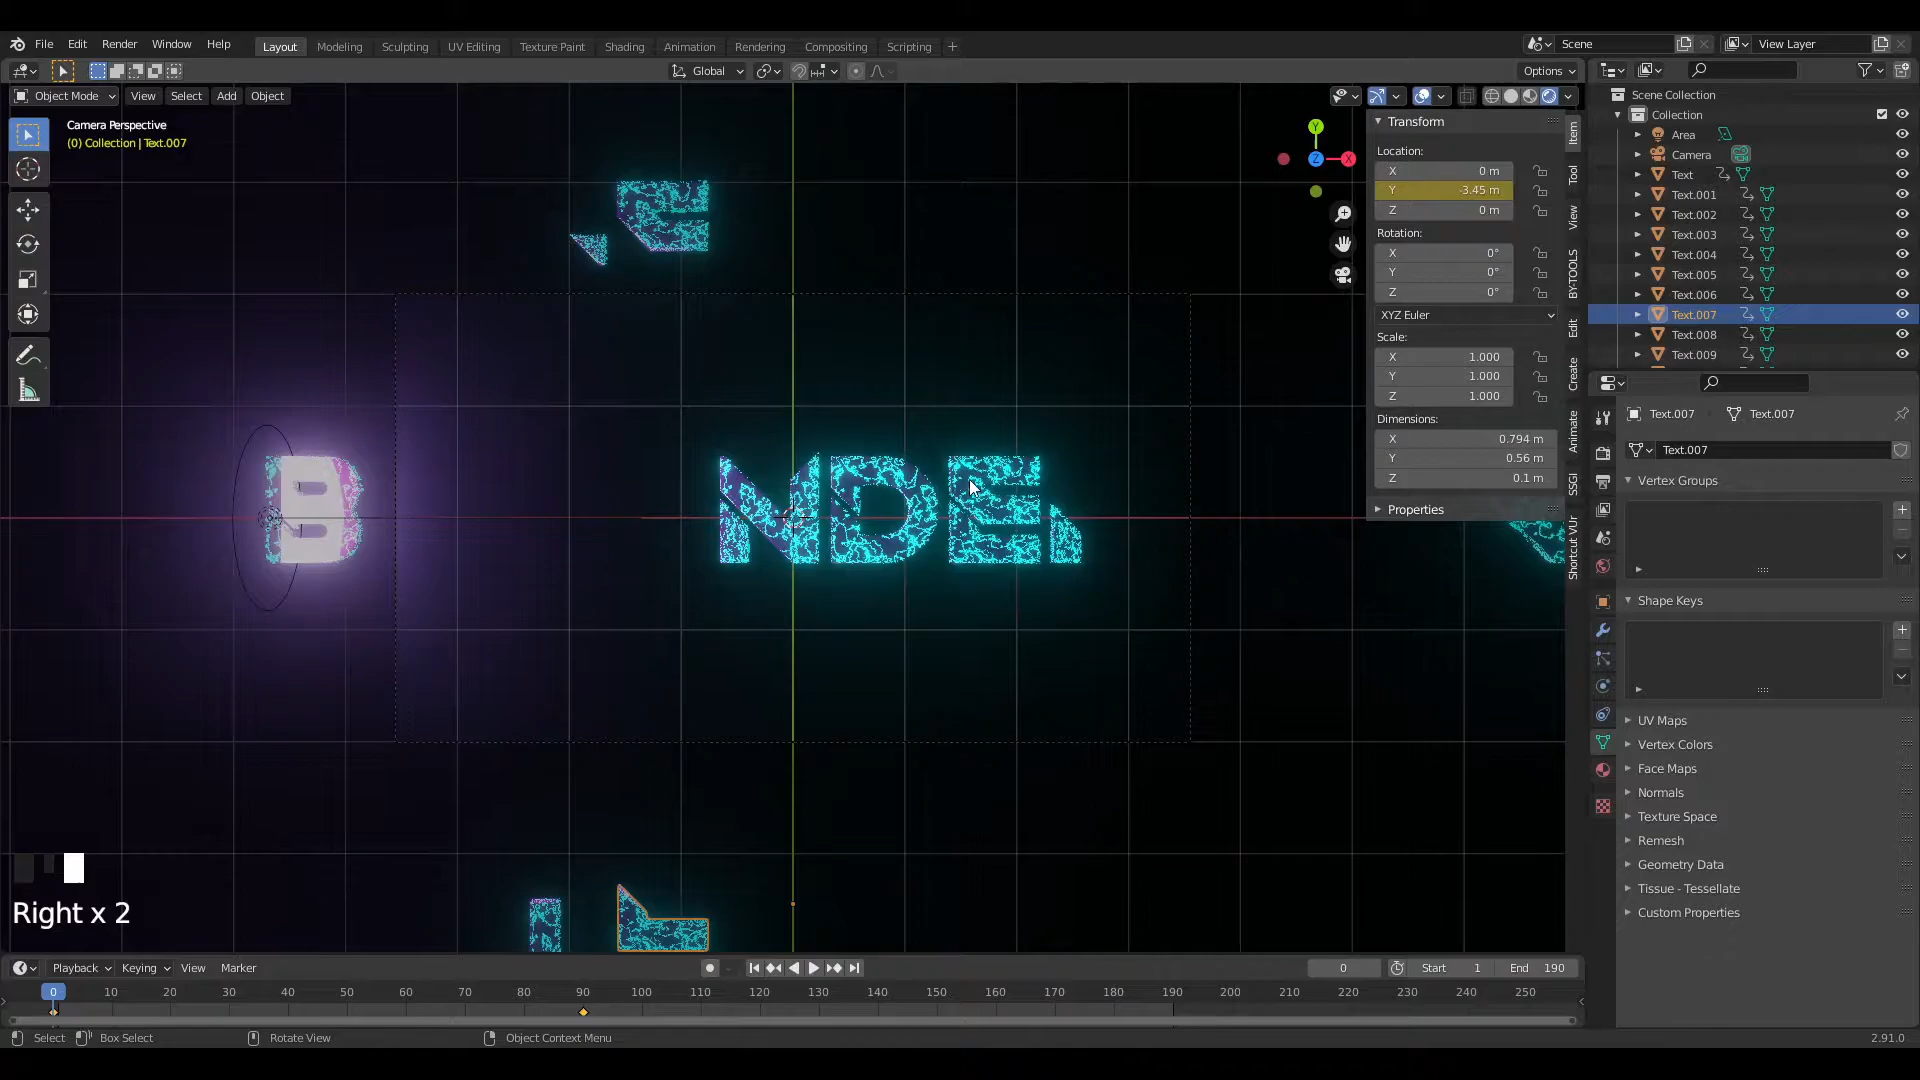 File Edit Render Window Help Layout Modeling Sculpting UV Editing Texture Paint Shading Animation Rendering Compositing Scripting + Scene View Layer
Global Options
Object Mode View Select Add Object
Camera Perspective
(0) Collection | Text.007
Y
Z X
B NDE
Transform
Location:
X 0 m
Y -3.45 m
Z 0 m
Rotation:
X 0°
Y 0°
Z 0°
XYZ Euler
Scale:
X 1.000
Y 1.000
Z 1.000
Dimensions:
X 0.794 m
Y 0.56 m
Z 0.1 m
Properties
Item
Tool
View
BY-TOOLS
Edit
Create
Animate
SSGI
Shortcut VUr
Scene Collection
Collection
Area
Camera
Text
Text.001
Text.002
Text.003
Text.004
Text.005
Text.006
Text.007
Text.008
Text.009
Text.007 Text.007
Text.007
Vertex Groups
Shape Keys
UV Maps
Vertex Colors
Face Maps
Normals
Texture Space
Remesh
Geometry Data
Tissue - Tessellate
Custom Properties
Right x 2
Playback Keying View Marker 0 Start 1 End 190
0 10 20 30 40 50 60 70 80 90 100 110 120 130 140 150 160 170 180 190 200 210 220 230 240 250
Select Box Select Rotate View Object Context Menu 2.91.0